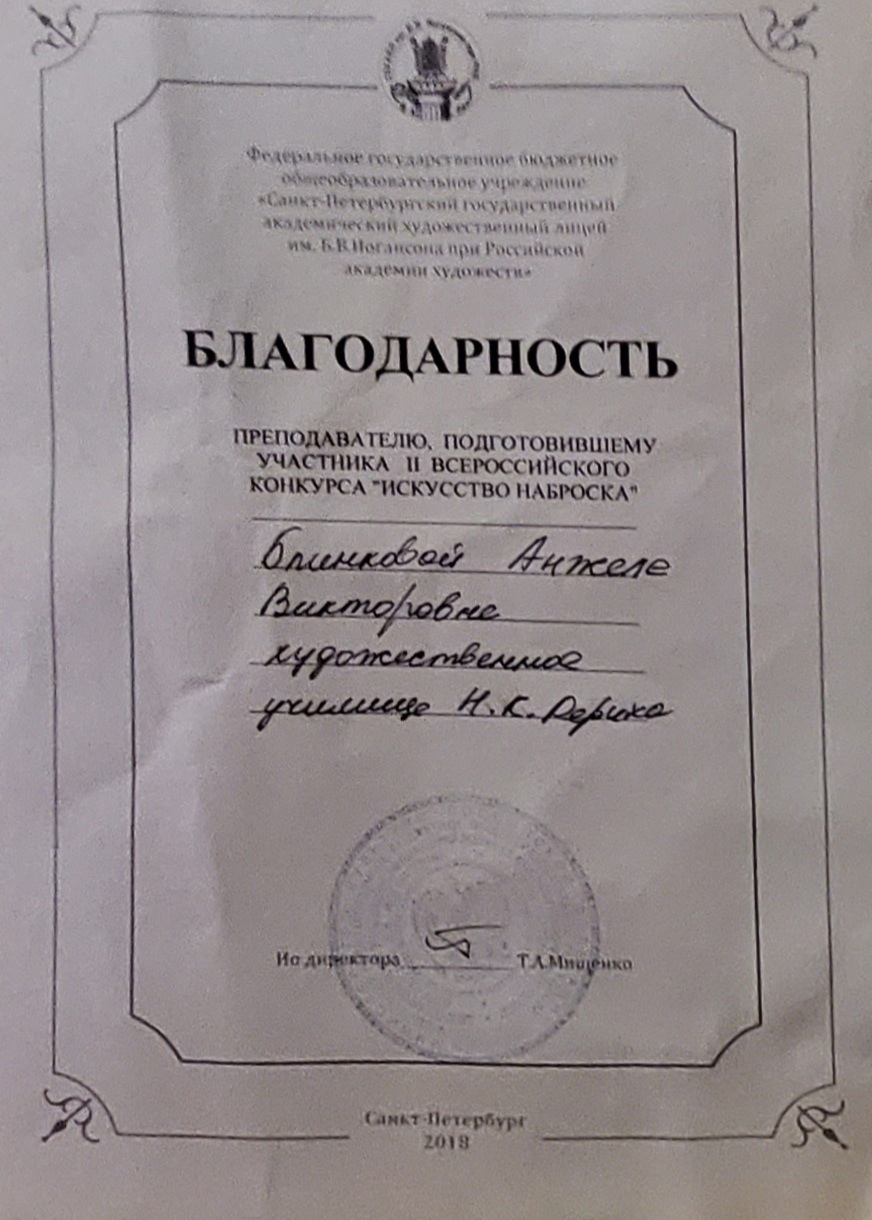 Федеральное государственное бюджетное
общеобразовательное учреждение
«Санкт-Петербургский государственный
академический художественный лицей
им. Б.В.Иогансона при Российской
академии художеств»
БЛАГОДАРНОСТЬ
ПРЕПОДАВАТЕЛЮ, ПОДГОТОВИВШЕМУ
УЧАСТНИКА II ВСЕРОССИЙСКОГО
КОНКУРСА "ИСКУССТВО НАБРОСКА"
Блинковой Анжеле
Викторовне
художественное
училище Н.К. Рериха
Ио директора Т.А.Мищенко
Санкт-Петербург
2018